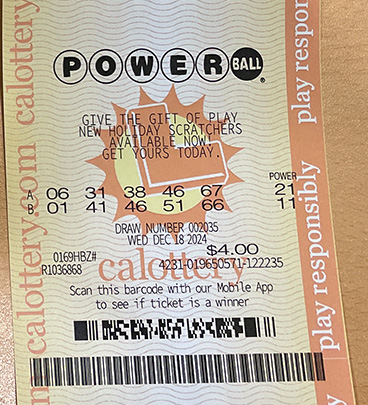 POWERBALL
GIVE THE GIFT OF PLAY
NEW HOLIDAY SCRATCHERS
AVAILABLE NOW!
GET YOURS TODAY.
POWER
A 06 31 38 46 67 21
B 01 41 46 51 66 11
DRAW NUMBER 002035
WED DEC 18 2024
$4.00
0169HBZ#
R1036868 4231-019650571-122235
calottery
Scan this barcode with our Mobile App
to see if ticket is a winner
calottery.com calottery
play responsibly play respon